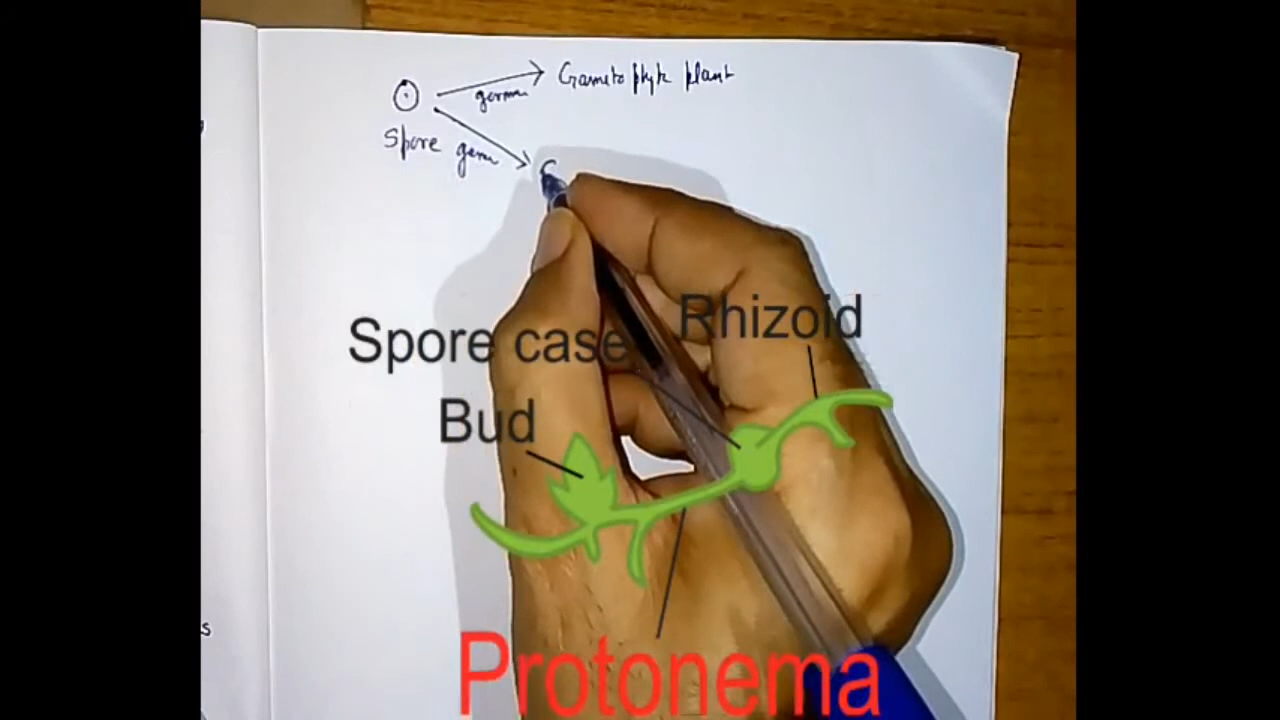 Gametophyte plant
germ
Spore germ
Rhizoid
Spore case
Bud
s
Protonema